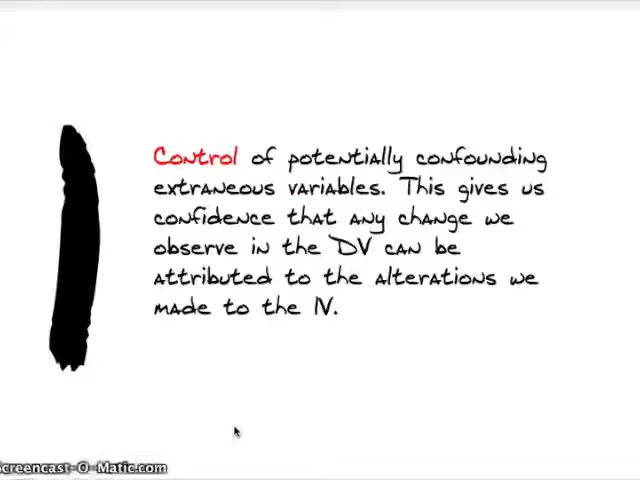 Control of potentially confounding
extraneous variables. This gives us
confidence that any change we
observe in the DV can be
attributed to the alterations we
made to the IV.
Screencast-O-Matic.com